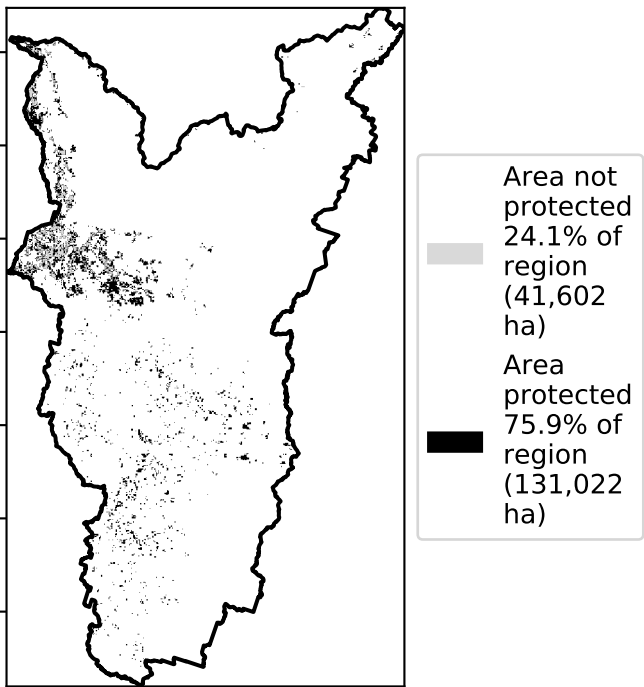 Area not
protected
24.1% of
region
(41,602
ha)
Area
protected
75.9% of
region
(131,022
ha)